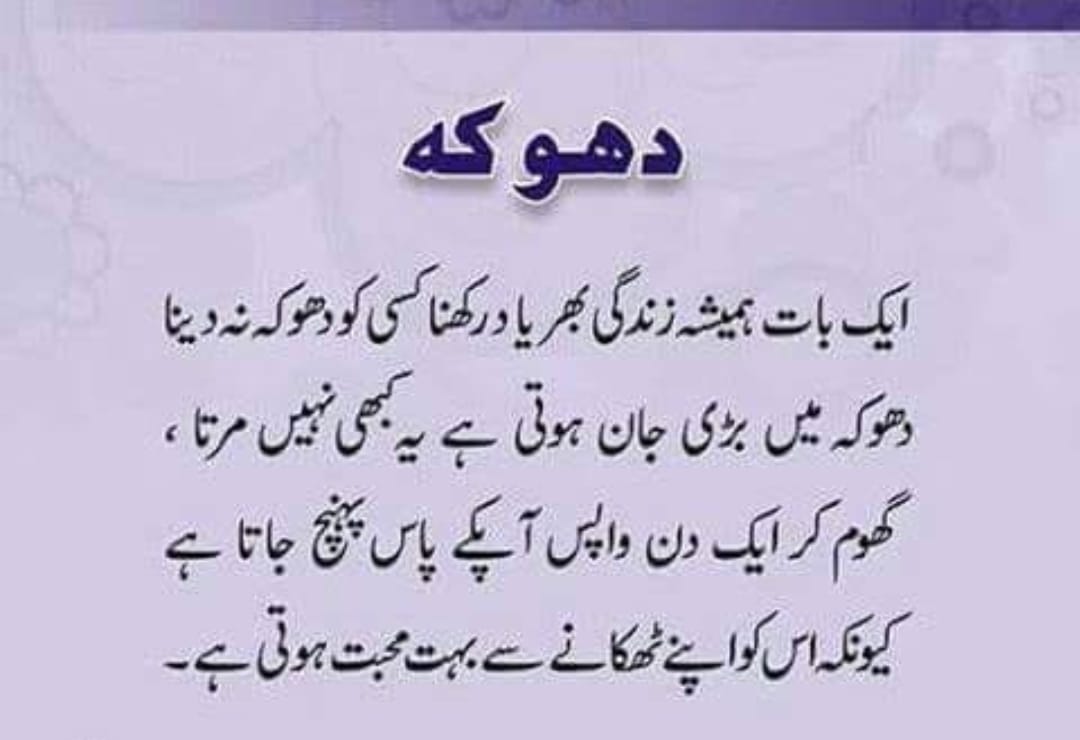 دھوکہ
ایک بات ہمیشہ زندگی بھر یاد رکھنا کسی کو دھوکہ نہ دینا
دھوکہ میں بڑی جان ہوتی ہے یہ کبھی نہیں مرتا ،
گھوم کر ایک دن واپس آپکے پاس پہنچ جاتا ہے
کیونکہ اس کو اپنے ٹھکانے سے بہت محبت ہوتی ہے۔